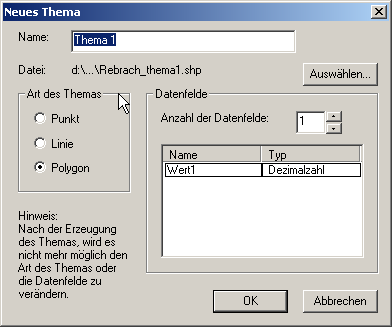 Neues Thema
Name: Thema 1
Datei: d:\...\Rebrach_thema1.shp
Auswählen...
Art des Themas
Punkt
Linie
Polygon
Datenfelde
Anzahl der Datenfelde: 1
Name Typ
Wert1 Dezimalzahl
Hinweis:
Nach der Erzeugung
des Themas, wird es
nicht mehr möglich den
Art des Themas oder
die Datenfelde zu
verändern.
OK Abbrechen